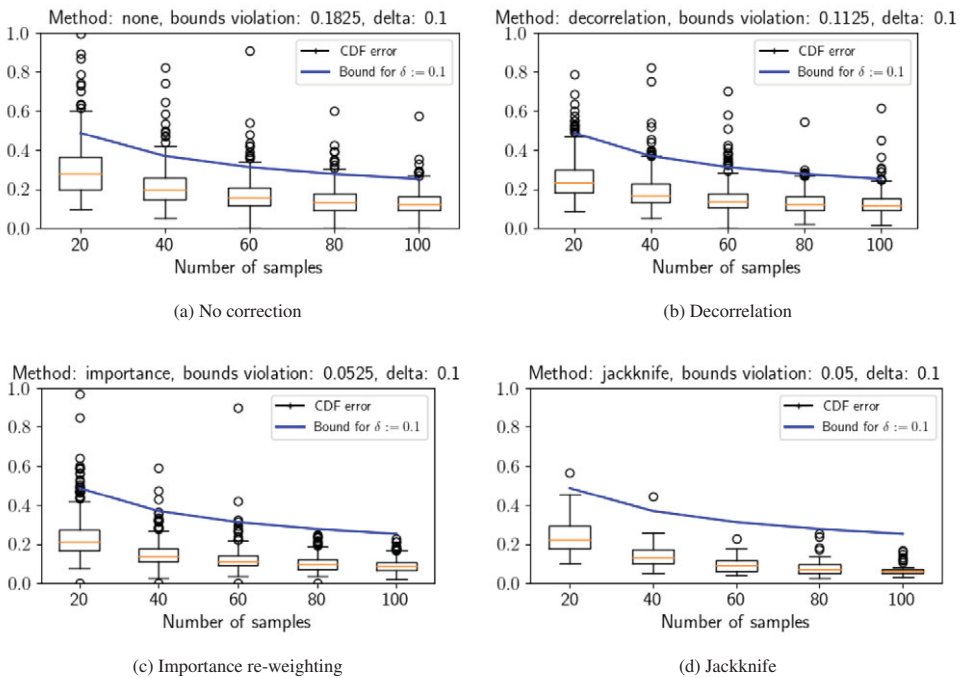 Method: none, bounds violation: 0.1825, delta: 0.1
1.0
0.8
0.6
0.4
0.2
0.0
CDF error
Bound for δ := 0.1
20 40 60 80 100
Number of samples
(a) No correction
Method: decorrelation, bounds violation: 0.1125, delta: 0.1
1.0
0.8
0.6
0.4
0.2
0.0
CDF error
Bound for δ := 0.1
20 40 60 80 100
Number of samples
(b) Decorrelation
Method: importance, bounds violation: 0.0525, delta: 0.1
1.0
0.8
0.6
0.4
0.2
0.0
CDF error
Bound for δ := 0.1
20 40 60 80 100
Number of samples
(c) Importance re-weighting
Method: jackknife, bounds violation: 0.05, delta: 0.1
1.0
0.8
0.6
0.4
0.2
0.0
CDF error
Bound for δ := 0.1
20 40 60 80 100
Number of samples
(d) Jackknife